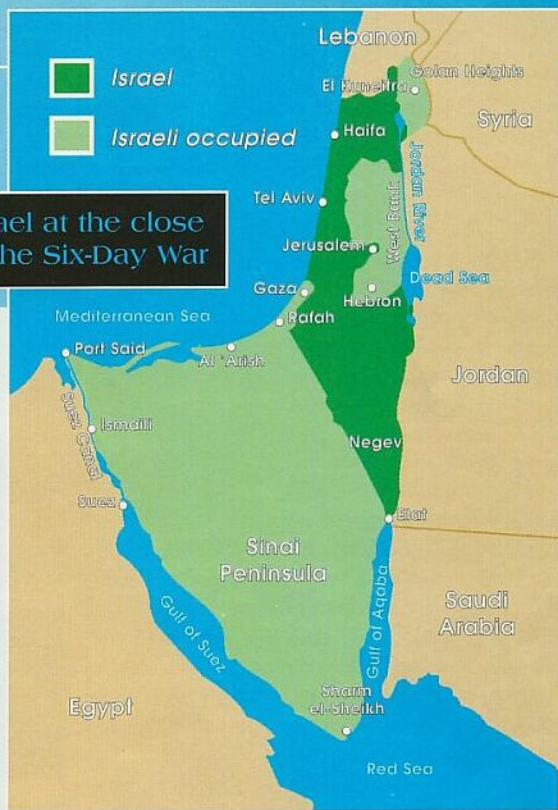 Lebanon
Golan Heights
El Kuneitra
Syria
Israel
Israeli occupied
Haifa
Jordan River
Tel Aviv
West Bank
ael at the close
he Six-Day War
Jerusalem
Dead Sea
Gaza
Hebron
Rafah
Mediterranean Sea
Port Said
Al 'Arish
Jordan
Suez Canal
Ismaili
Negev
Suez
Elat
Sinai
Peninsula
Gulf of Aqaba
Saudi
Arabia
Gulf of Suez
Sharm
el-Sheikh
Egypt
Red Sea